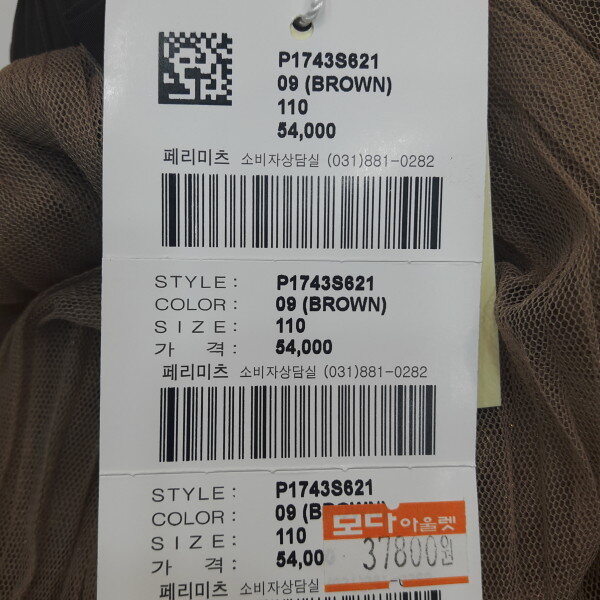 P1743S621
09 (BROWN)
110
54,000
페리미츠 소비자상담실 (031)881-0282
STYLE: P1743S621
COLOR: 09 (BROWN)
SIZE: 110
가 격: 54,000
페리미츠 소비자상담실 (031)881-0282
STYLE: P1743S621
COLOR: 09
모다아울렛
SIZE: 110
37800원
가 격: 54,00
페리미츠 소비자상담실